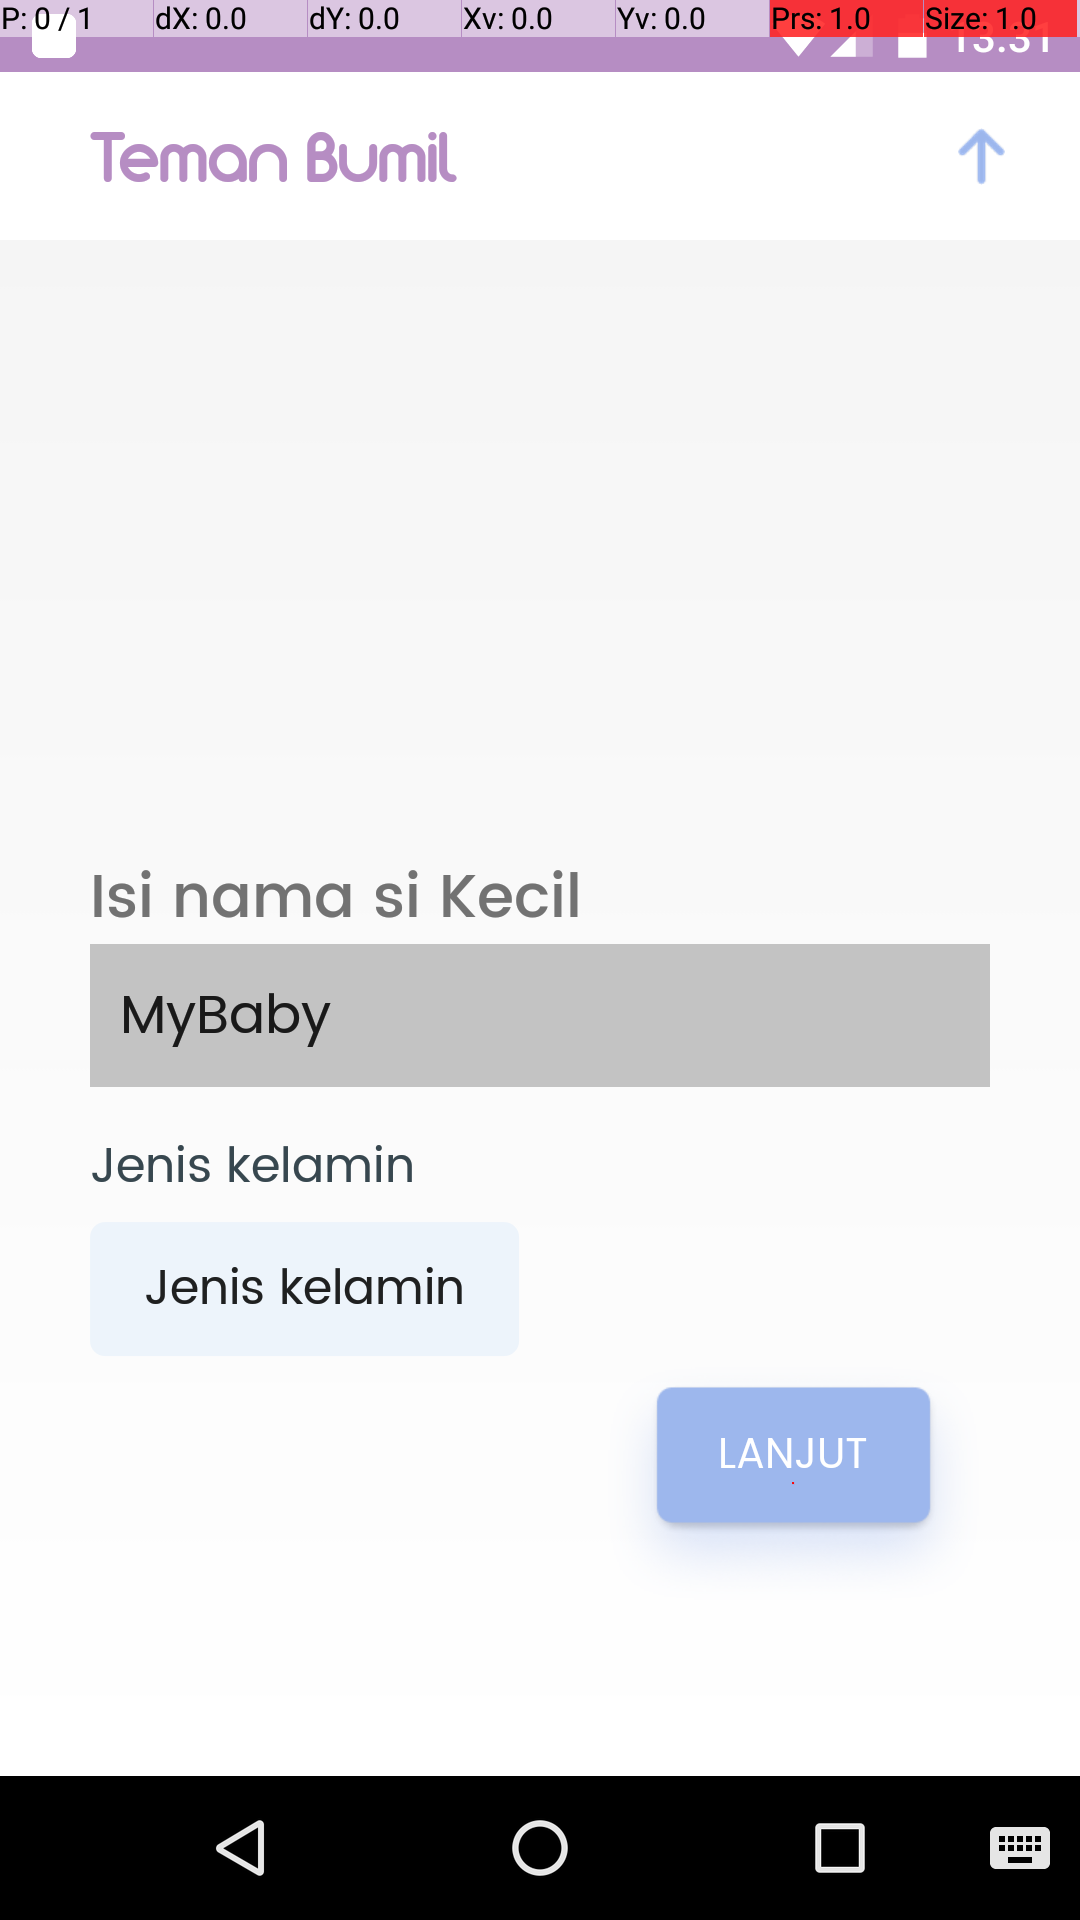 P: 0 / 1 dX: 0.0 dY: 0.0 Xv: 0.0 Yv: 0.0 Prs: 1.0 Size: 1.0
13:31
Teman Bumil
Isi nama si Kecil
MyBaby
Jenis kelamin
Jenis kelamin
LANJUT